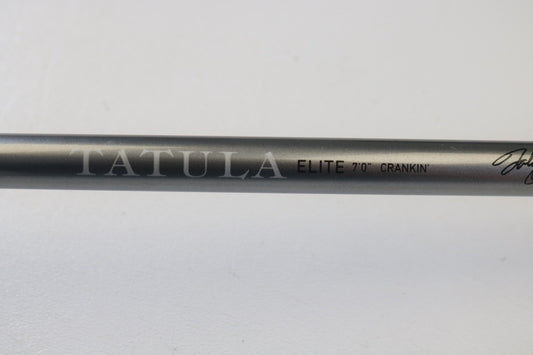 TATULA ELITE 7'0" CRANKIN'